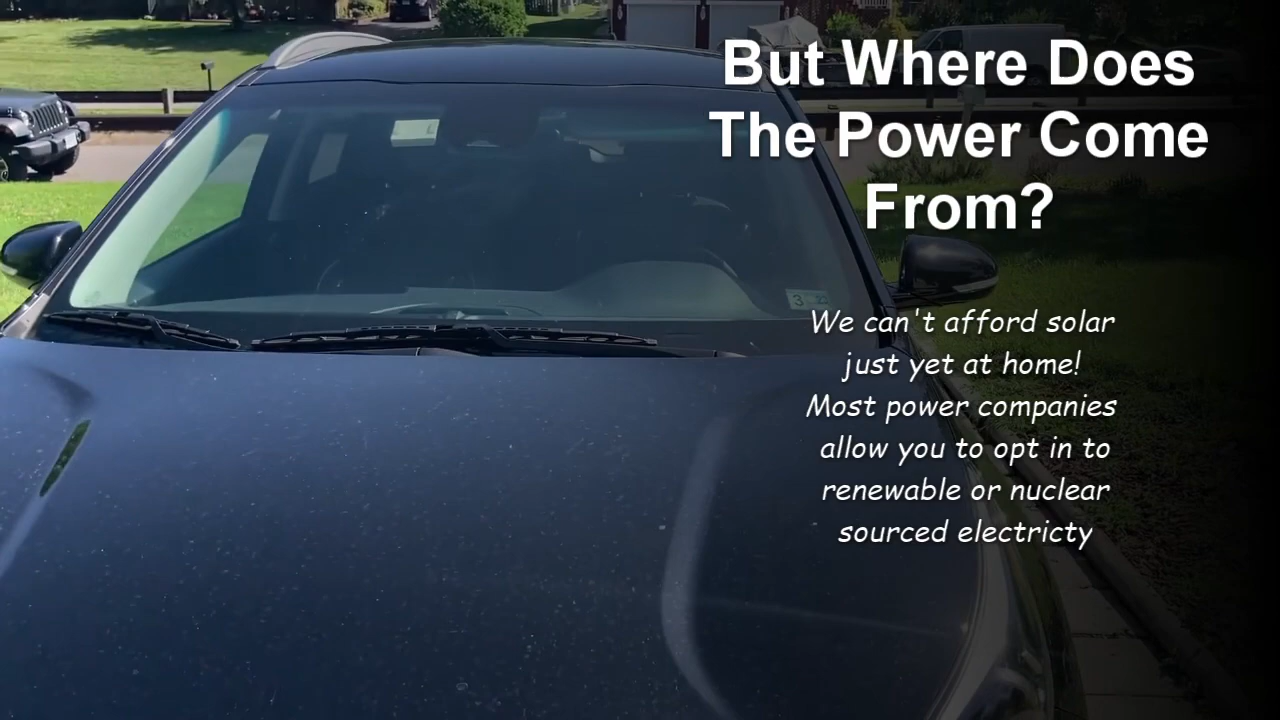 But Where Does
The Power Come
From?
3
We can't afford solar
just yet at home!
Most power companies
allow you to opt in to
renewable or nuclear
sourced electricty